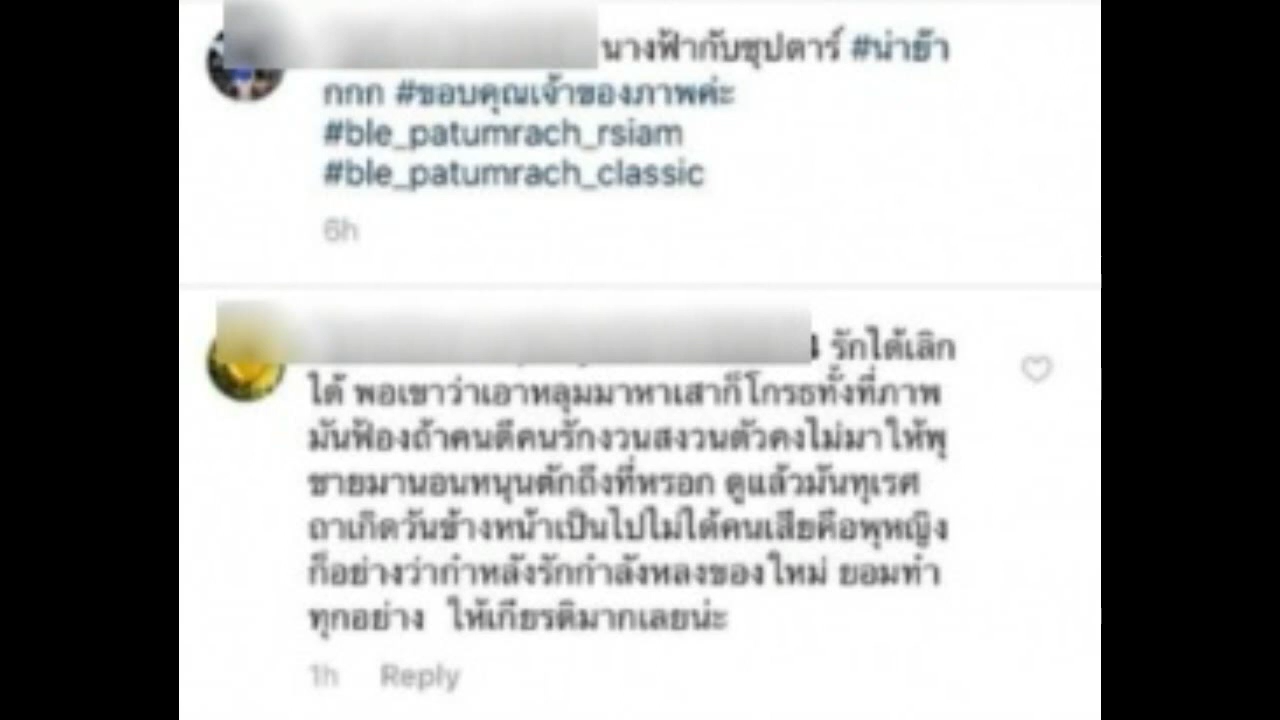 นางฟ้ากับซุปตาร์ #น่าย๊า
กกก #ขอบคุณเจ้าของภาพค่ะ
#ble_patumrach_rsiam
#ble_patumrach_classic
6h
รักได้เลิก
ได้ พอเขาว่าเอาหลุมมาหาเสาก็โกรธทั้งที่ภาพ
มันฟ้องถ้าคนดีคนรักงวนสงวนตัวคงไม่มาให้พุ
ชายมานอนหนุนตักถึงที่หรอก ดูแล้วมันทุเรศ
ถาเกิดวันข้างหน้าเป็นไปไม่ได้คนเสียคือพุหญิง
ก็อย่างว่ากำหลังรักกำลังหลงของใหม่ ยอมทำ
ทุกอย่าง ให้เกียรติมากเลยน่ะ
1h Reply